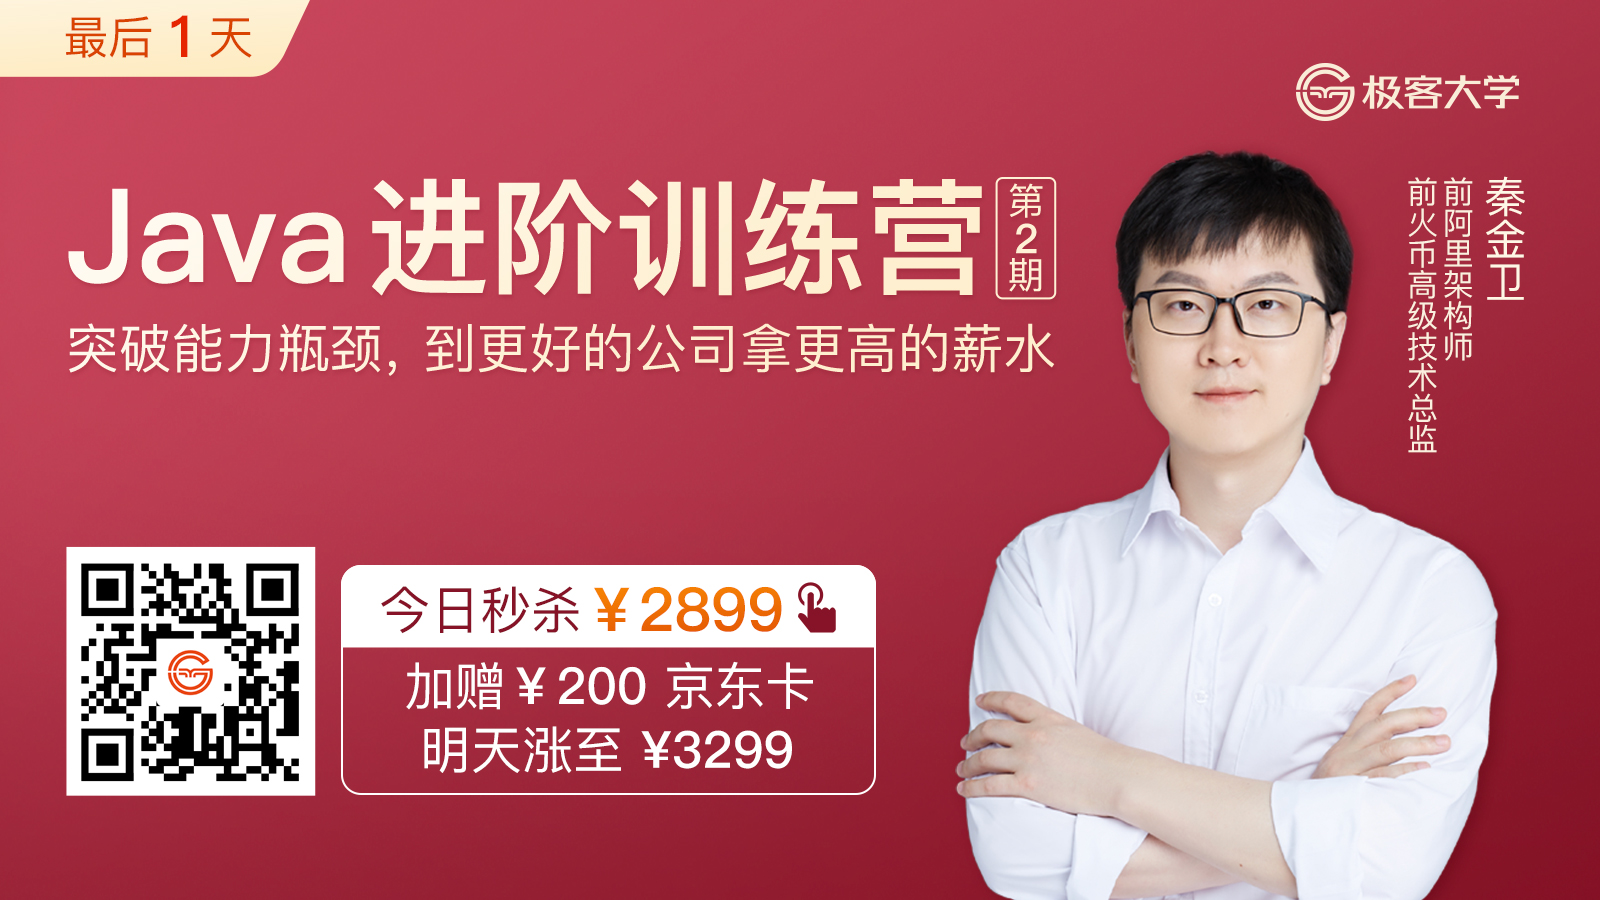 最后 1 天
极客大学
Java 进阶训练营
第2期
突破能力瓶颈, 到更好的公司拿更高的薪水
秦金卫
前阿里架构师
前火币高级技术总监
今日秒杀 ¥2899
加赠 ¥200 京东卡
明天涨至 ¥3299